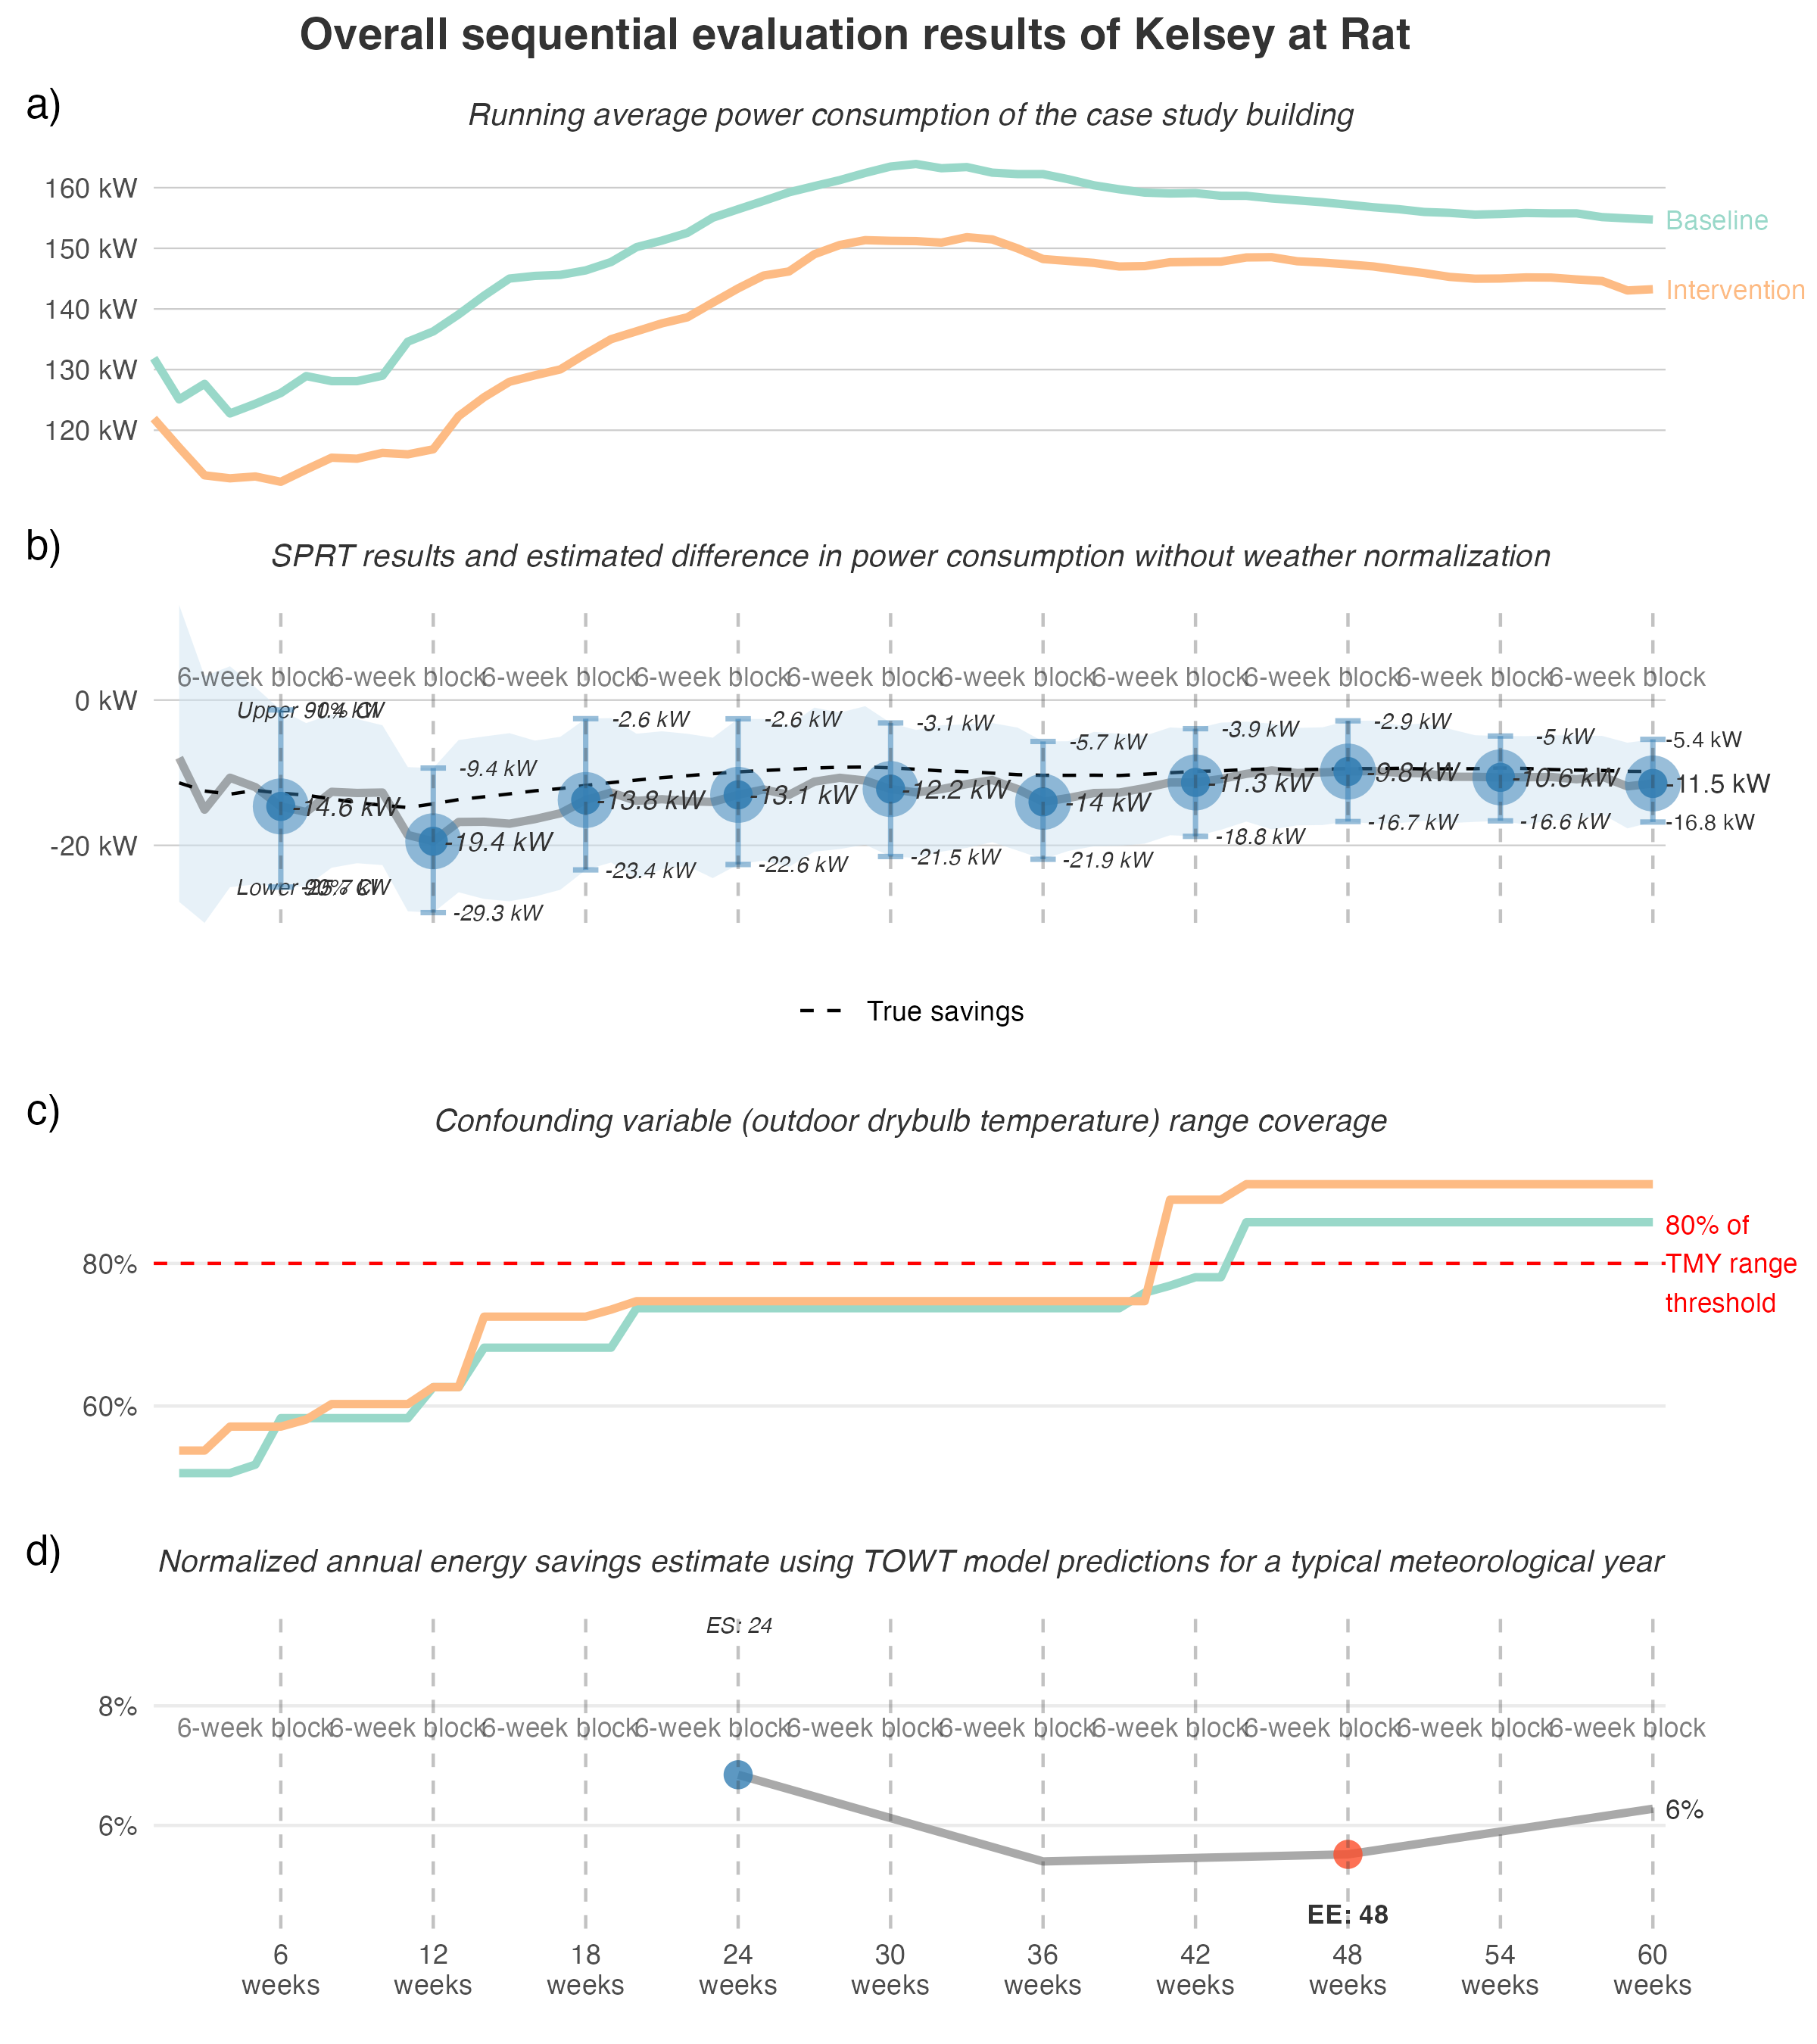 Overall sequential evaluation results of Kelsey at Rat
a)
Running average power consumption of the case study building
160 kW
150 kW
140 kW
130 kW
120 kW
Baseline
Intervention
b)
SPRT results and estimated difference in power consumption without weather normalization
6-week block 6-week block 6-week block 6-week block 6-week block 6-week block 6-week block 6-week block 6-week block 6-week block
0 kW
-20 kW
Upper 90% CI
-2.6 kW
-2.6 kW
-3.1 kW
-5.7 kW
-3.9 kW
-2.9 kW
-5 kW
-5.4 kW
-9.4 kW
-14.6 kW
-19.4 kW
-13.8 kW
-13.1 kW
-12.2 kW
-14 kW
-11.3 kW
-9.8 kW
-10.6 kW
-11.5 kW
Lower 90% CI
-29.3 kW
-23.4 kW
-22.6 kW
-21.5 kW
-21.9 kW
-18.8 kW
-16.7 kW
-16.6 kW
-16.8 kW
True savings
c)
Confounding variable (outdoor drybulb temperature) range coverage
80%
60%
80% of
TMY range
threshold
d)
Normalized annual energy savings estimate using TOWT model predictions for a typical meteorological year
ES: 24
8%
6-week block 6-week block 6-week block 6-week block 6-week block 6-week block 6-week block 6-week block 6-week block 6-week block
6%
6%
EE: 48
6 12 18 24 30 36 42 48 54 60
weeks weeks weeks weeks weeks weeks weeks weeks weeks weeks